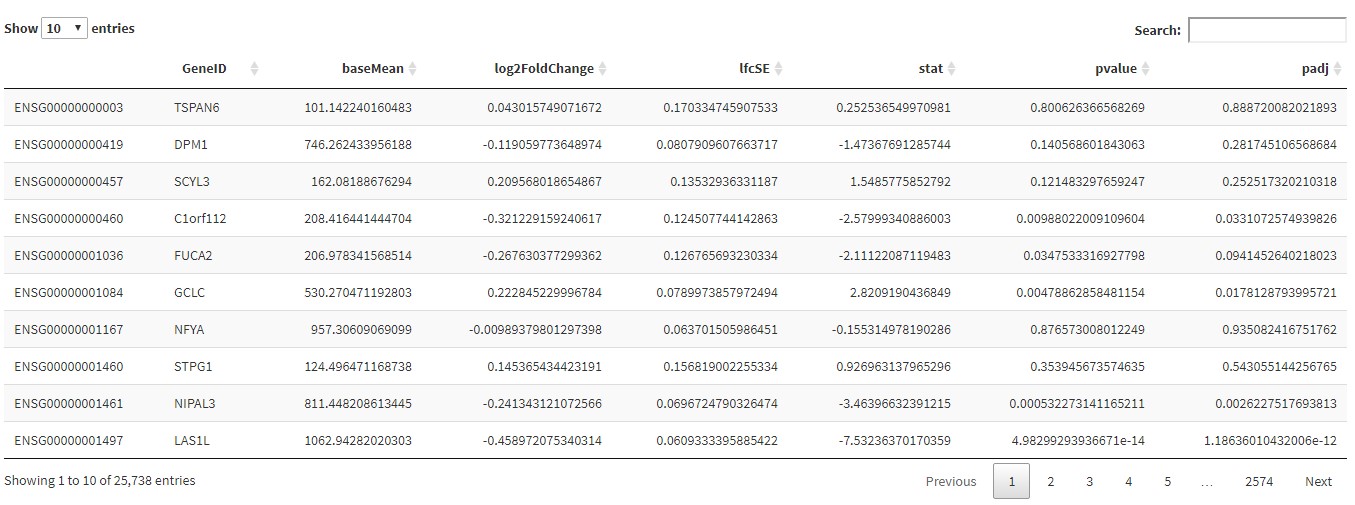 Show 10 entries Search:
GeneID baseMean log2FoldChange lfcSE stat pvalue padj
ENSG00000000003 TSPAN6 101.142240160483 0.043015749071672 0.170334745907533 0.252536549970981 0.800626366568269 0.888720082021893
ENSG00000000419 DPM1 746.262433956188 -0.119059773648974 0.0807909607663717 -1.47367691285744 0.140568601843063 0.281745106568684
ENSG00000000457 SCYL3 162.08188676294 0.209568018654867 0.13532936331187 1.5485775852792 0.121483297659247 0.252517320210318
ENSG00000000460 C1orf112 208.416441444704 -0.321229159240617 0.124507744142863 -2.57999340886003 0.00988022009109604 0.0331072574939826
ENSG00000001036 FUCA2 206.978341568514 -0.267630377299362 0.126765693230334 -2.11122087119483 0.0347533316927798 0.0941452640218023
ENSG00000001084 GCLC 530.270471192803 0.222845229996784 0.0789973857972494 2.8209190436849 0.00478862858481154 0.0178128793995721
ENSG00000001167 NFYA 957.30609069099 -0.00989379801297398 0.063701505986451 -0.155314978190286 0.876573008012249 0.935082416751762
ENSG00000001460 STPG1 124.496471168738 0.145365434423191 0.156819002255334 0.926963137965296 0.353945673574635 0.543055144256765
ENSG00000001461 NIPAL3 811.448208613445 -0.241343121072566 0.0696724790326474 -3.46396632391215 0.000532273141165211 0.0026227517693813
ENSG00000001497 LAS1L 1062.94282020303 -0.458972075340314 0.0609333395885422 -7.53236370170359 4.98299293936671e-14 1.18636010432006e-12
Showing 1 to 10 of 25,738 entries Previous 1 2 3 4 5 … 2574 Next